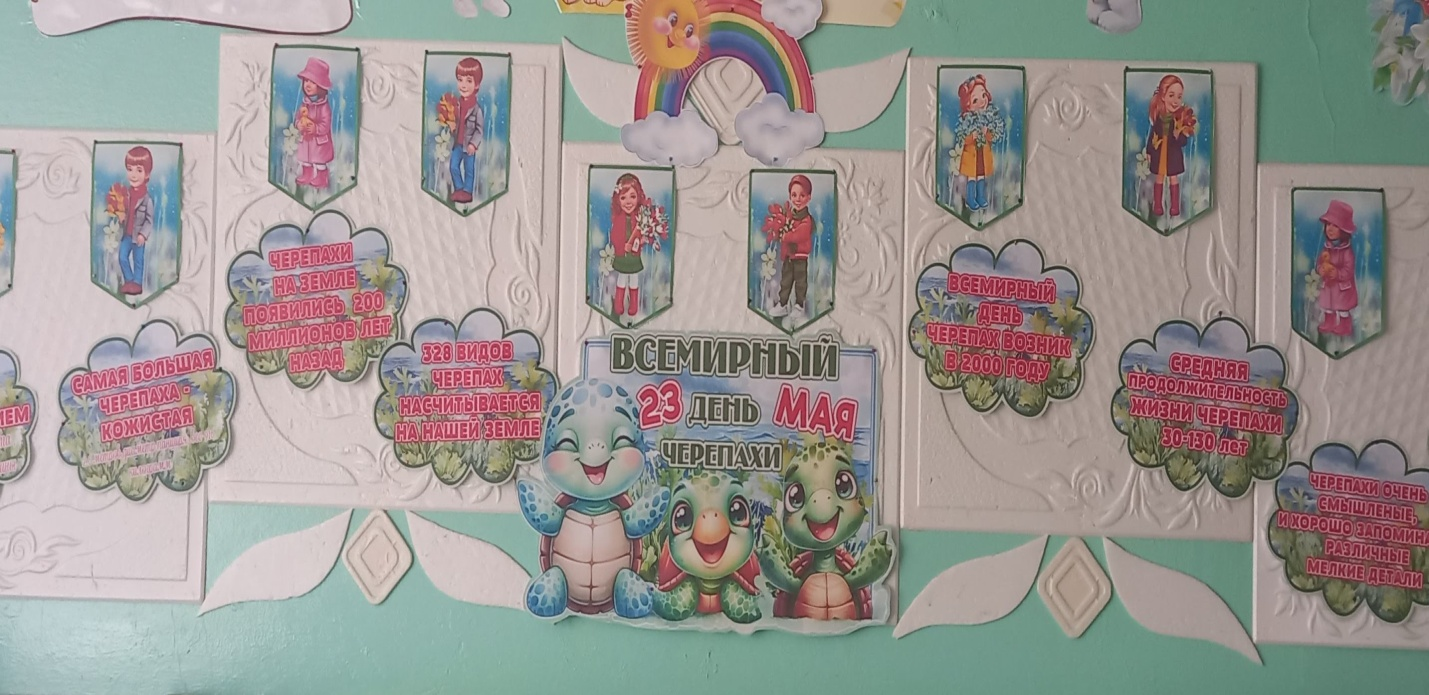 САМАЯ БОЛЬШАЯ
ЧЕРЕПАХА -
КОЖИСТАЯ
ЧЕРЕПАХИ
НА ЗЕМЛЕ
ПОЯВИЛИСЬ 200
МИЛЛИОНОВ ЛЕТ
НАЗАД
328 ВИДОВ
ЧЕРЕПАХ
НАСЧИТЫВАЕТСЯ
НА НАШЕЙ ЗЕМЛЕ
ВСЕМИРНЫЙ
23 ДЕНЬ МАЯ
ЧЕРЕПАХИ
ВСЕМИРНЫЙ
ДЕНЬ
ЧЕРЕПАХ ВОЗНИК
В 2000 ГОДУ
СРЕДНЯЯ
ПРОДОЛЖИТЕЛЬНОСТЬ
ЖИЗНИ ЧЕРЕПАХИ
30-130 ЛЕТ
ЧЕРЕПАХИ ОЧЕНЬ
СМЫШЛЕНЫЕ,
И ХОРОШО ЗАПОМИНА
РАЗЛИЧНЫЕ
МЕЛКИЕ ДЕТАЛИ